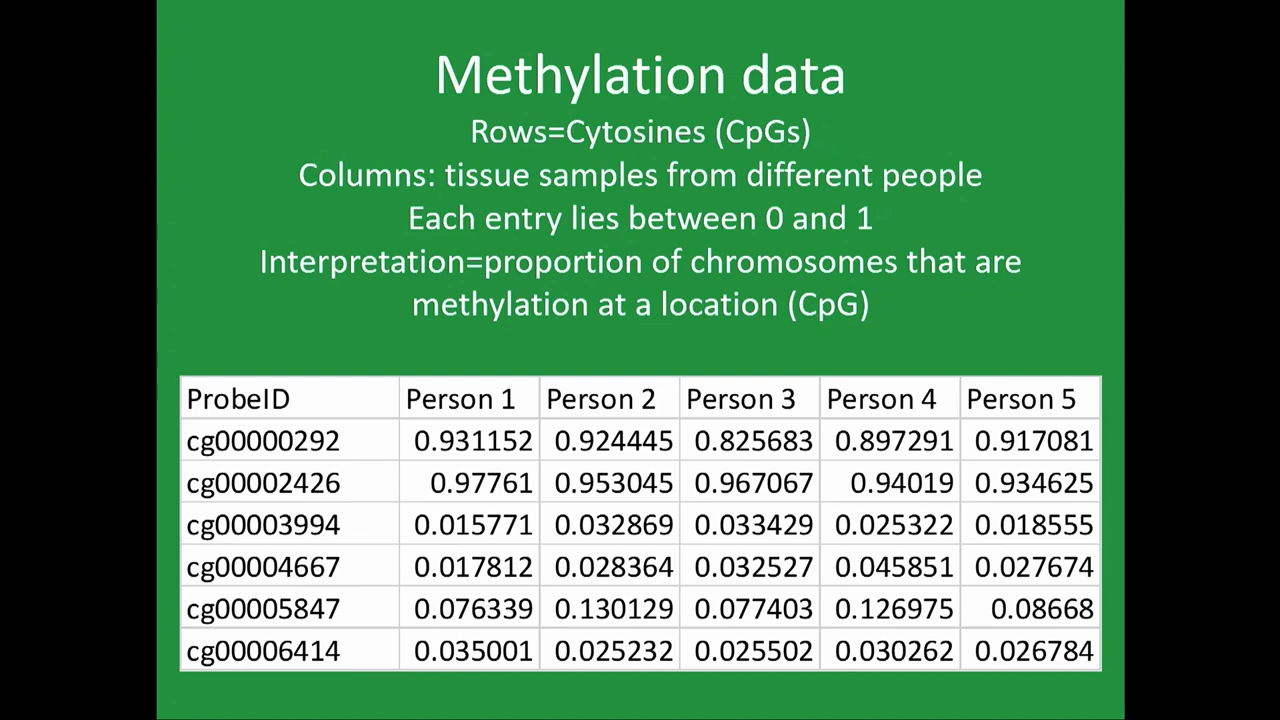 Methylation data
Rows=Cytosines (CpGs)
Columns: tissue samples from different people
Each entry lies between 0 and 1
Interpretation=proportion of chromosomes that are
methylation at a location (CpG)
ProbeID Person 1 Person 2 Person 3 Person 4 Person 5
cg00000292 0.931152 0.924445 0.825683 0.897291 0.917081
cg00002426 0.97761 0.953045 0.967067 0.94019 0.934625
cg00003994 0.015771 0.032869 0.033429 0.025322 0.018555
cg00004667 0.017812 0.028364 0.032527 0.045851 0.027674
cg00005847 0.076339 0.130129 0.077403 0.126975 0.08668
cg00006414 0.035001 0.025232 0.025502 0.030262 0.026784